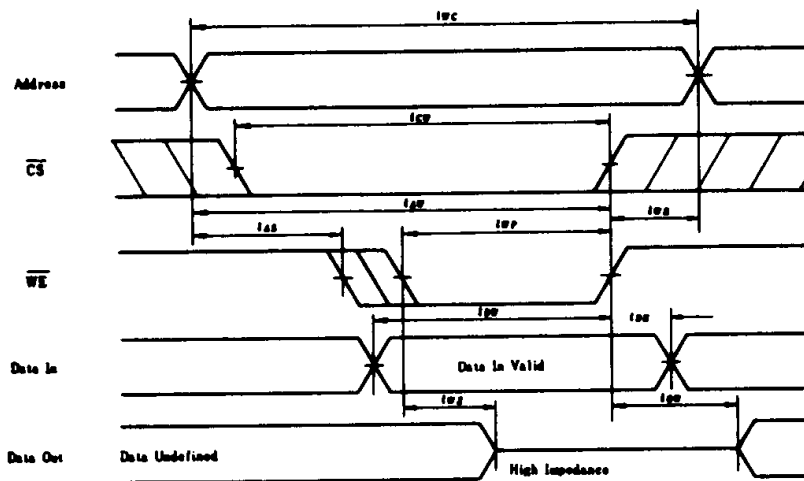 tWC
Address
tCW
CS
tAW
tWR
tAS
tWP
WE
tDW
tDH
Data In
Data In Valid
tWZ
tOW
Data Out
Data Undefined
High Impedance